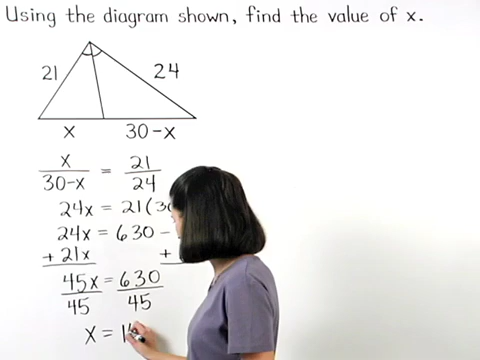 Using the diagram shown, find the value of x.
21
24
x
30-x
x/30-x = 21/24
24x = 21(30
24x = 630 -
+ 21x +
45x = 630
45 45
x =